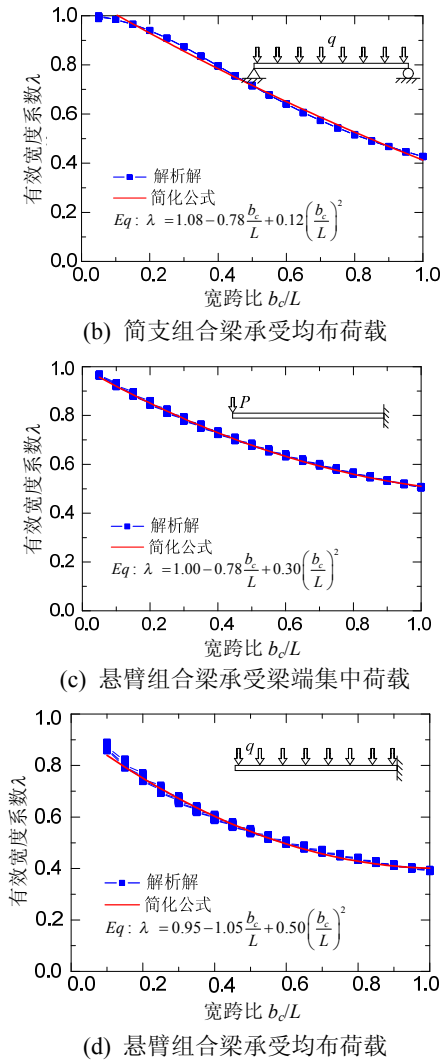 1.0
0.8
0.6
0.4
0.2
0.0
有效宽度系数λ
q
解析解
简化公式
Eq: λ =1.08−0.78 b_c/L +0.12 (b_c/L)^2
0.0 0.2 0.4 0.6 0.8 1.0
宽跨比 b_c/L
(b) 简支组合梁承受均布荷载
1.0
0.8
0.6
0.4
0.2
0.0
有效宽度系数λ
P
解析解
简化公式
Eq: λ =1.00−0.78 b_c/L +0.30 (b_c/L)^2
0.0 0.2 0.4 0.6 0.8 1.0
宽跨比 b_c/L
(c) 悬臂组合梁承受梁端集中荷载
1.0
0.8
0.6
0.4
0.2
0.0
有效宽度系数λ
q
解析解
简化公式
Eq: λ =0.95−1.05 b_c/L +0.50 (b_c/L)^2
0.0 0.2 0.4 0.6 0.8 1.0
宽跨比 b_c/L
(d) 悬臂组合梁承受均布荷载